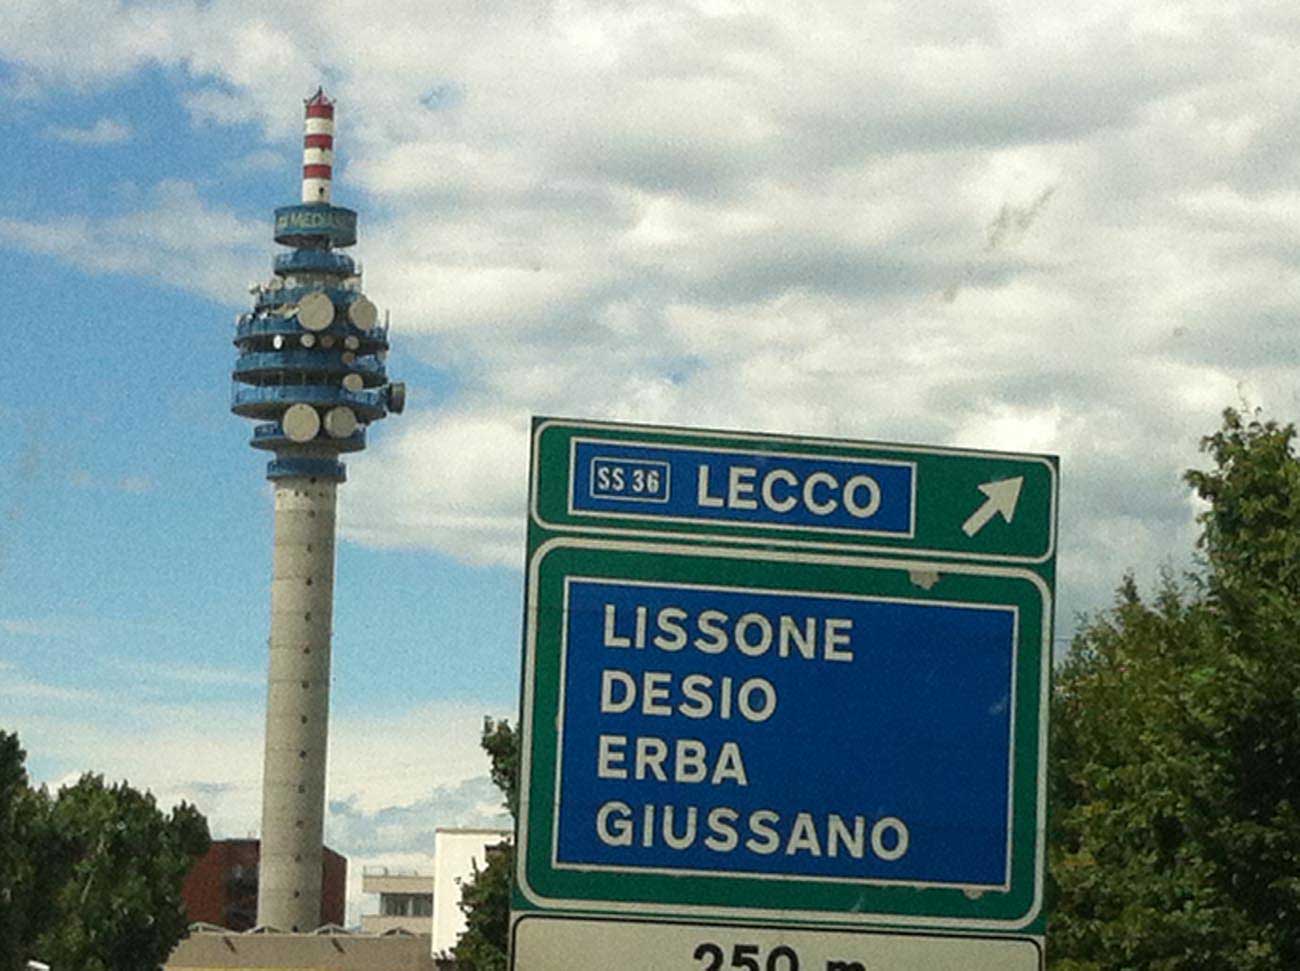 SS 36 LECCO
LISSONE
DESIO
ERBA
GIUSSANO
250 m